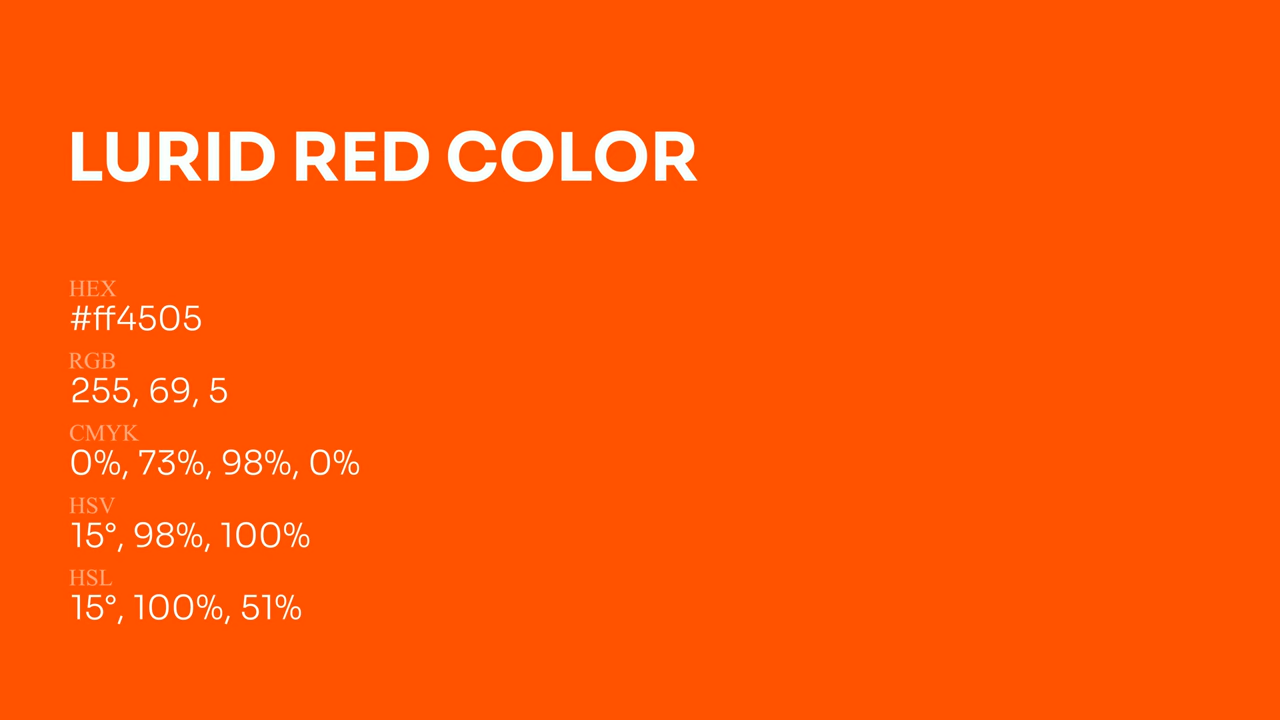 LURID RED COLOR
HEX
#ff4505
RGB
255, 69, 5
CMYK
0%, 73%, 98%, 0%
HSV
15°, 98%, 100%
HSL
15°, 100%, 51%